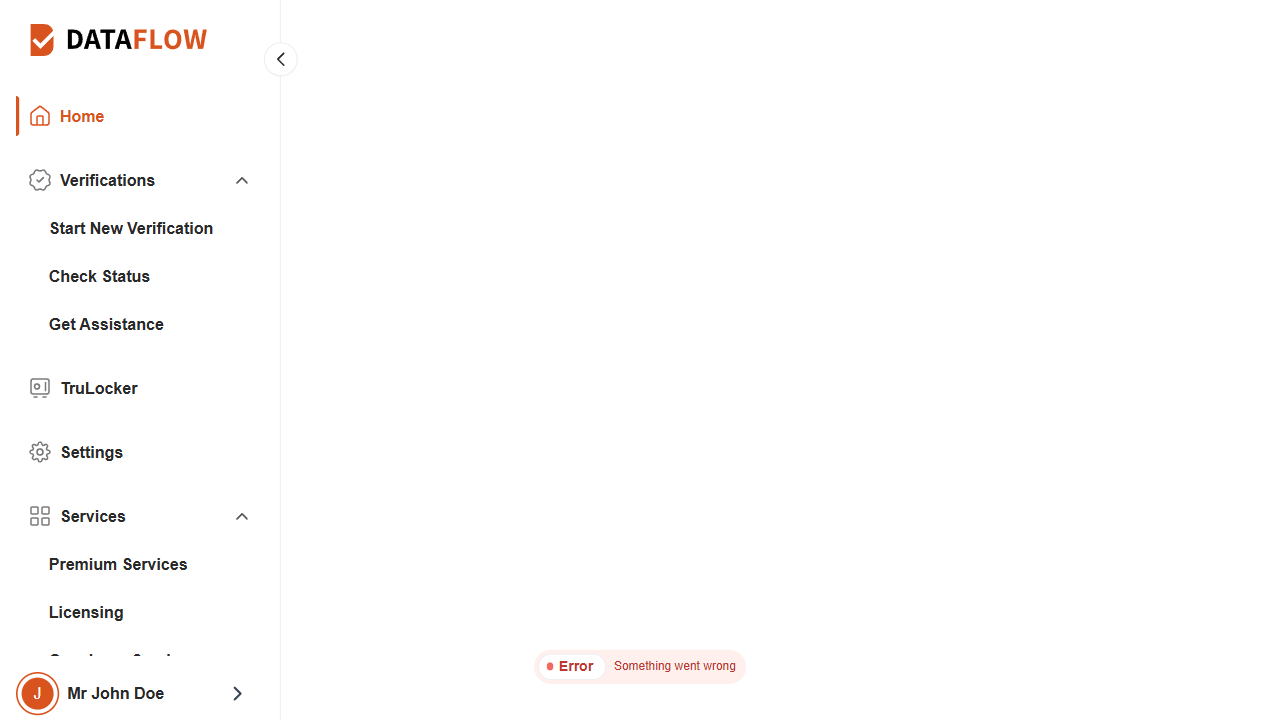 DATAFLOW
Home
Verifications
Start New Verification
Check Status
Get Assistance
TruLocker
Settings
Services
Premium Services
Licensing
J
Mr John Doe
Error
Something went wrong